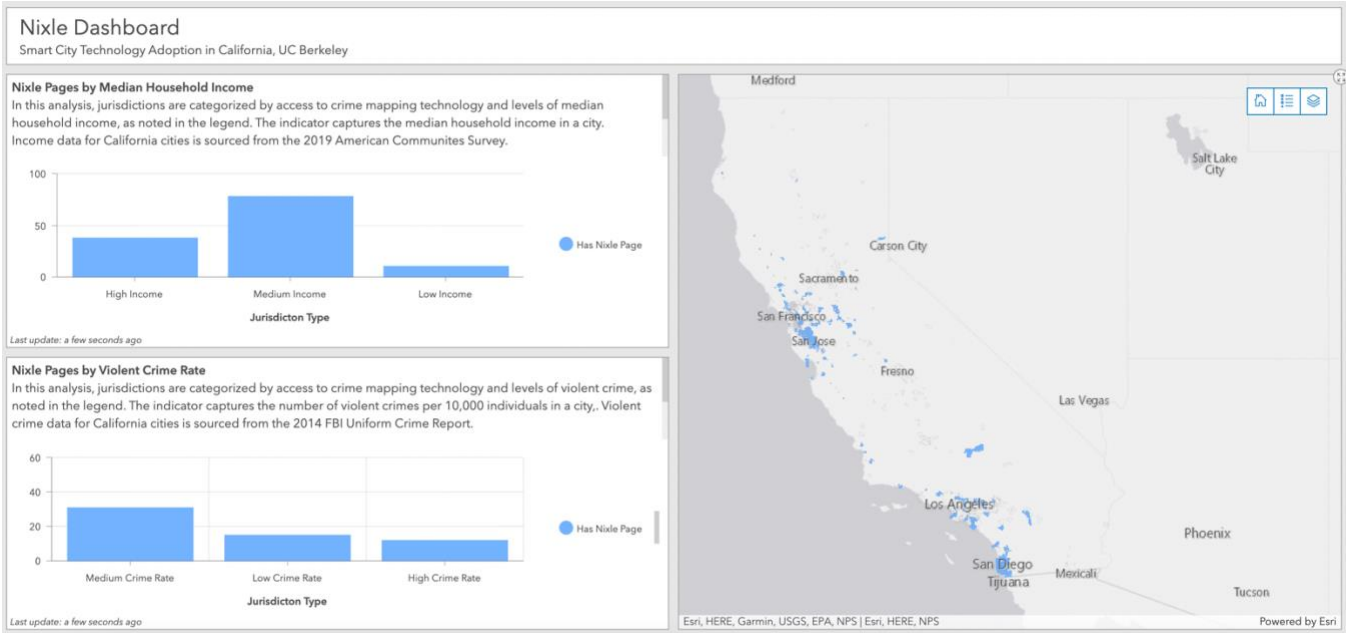 Nixle Dashboard
Smart City Technology Adoption in California, UC Berkeley
Nixle Pages by Median Household Income
In this analysis, jurisdictions are categorized by access to crime mapping technology and levels of median
household income, as noted in the legend. The indicator captures the median household income in a city.
Income data for California cities is sourced from the 2019 American Communites Survey.
100
50
0
High Income
Medium Income
Low Income
Jurisdicton Type
Has Nixle Page
Last update: a few seconds ago
Nixle Pages by Violent Crime Rate
In this analysis, jurisdictions are categorized by access to crime mapping technology and levels of violent crime, as
noted in the legend. The indicator captures the number of violent crimes per 10,000 individuals in a city,. Violent
crime data for California cities is sourced from the 2014 FBI Uniform Crime Report.
60
40
20
0
Medium Crime Rate
Low Crime Rate
High Crime Rate
Jurisdicton Type
Has Nixle Page
Last update: a few seconds ago
Medford
Salt Lake
City
Carson City
Sacramento
San Francisco
San Jose
Fresno
Las Vegas
Los Angeles
Phoenix
San Diego
Tijuana
Mexicali
Tucson
Esri, HERE, Garmin, USGS, EPA, NPS | Esri, HERE, NPS
Powered by Esri